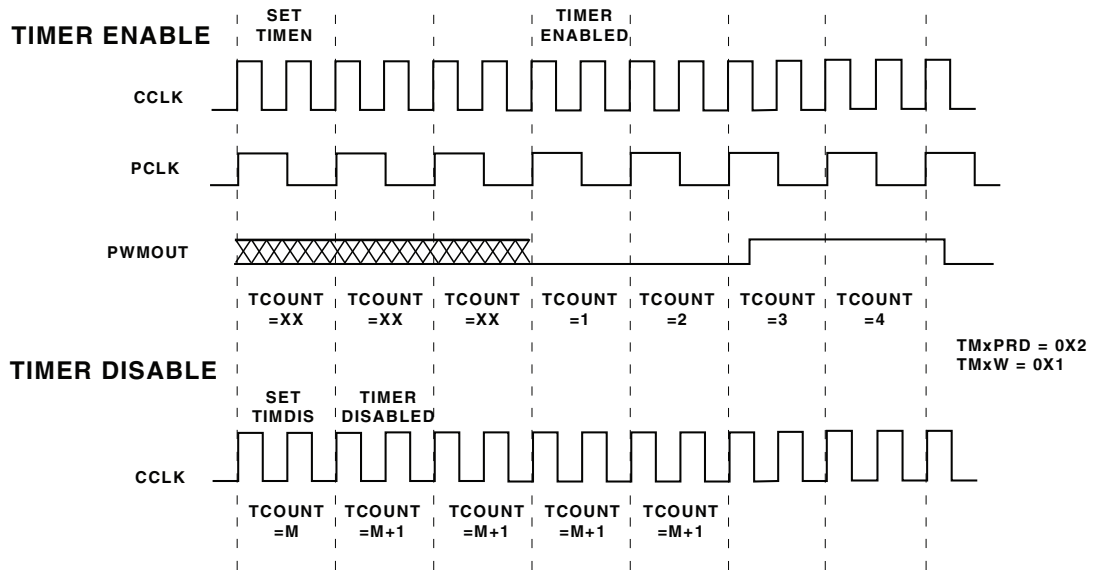 TIMER ENABLE
SET
TIMEN
TIMER
ENABLED
CCLK
PCLK
PWMOUT
TCOUNT
=XX
TCOUNT
=XX
TCOUNT
=XX
TCOUNT
=1
TCOUNT
=2
TCOUNT
=3
TCOUNT
=4
TMxPRD = 0X2
TMxW = 0X1
TIMER DISABLE
SET
TIMDIS
TIMER
DISABLED
CCLK
TCOUNT
=M
TCOUNT
=M+1
TCOUNT
=M+1
TCOUNT
=M+1
TCOUNT
=M+1